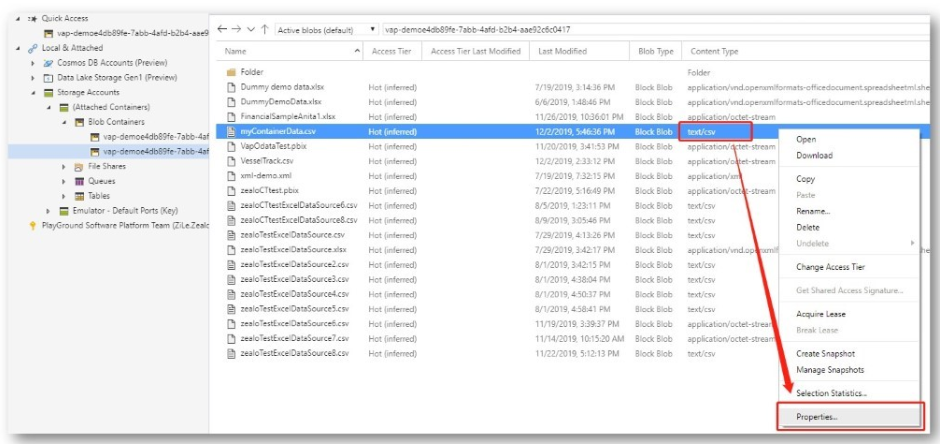 Quick Access
vap-demoe4db89fe-7abb-4afd-b2b4-aae9
Local & Attached
Cosmos DB Accounts (Preview)
Data Lake Storage Gen1 (Preview)
Storage Accounts
(Attached Containers)
Blob Containers
vap-demoe4db89fe-7abb-4af
vap-demoe4db89fe-7abb-4af
File Shares
Queues
Tables
Emulator - Default Ports (Key)
PlayGround Software Platform Team (ZiLe.Zealc
Active blobs (default) vap-demoe4db89fe-7abb-4afd-b2b4-aae92c6c0417
Name Access Tier Access Tier Last Modified Last Modified Blob Type Content Type
Folder Folder
Dummy demo data.xlsx Hot (inferred) 7/19/2019, 3:14:36 PM Block Blob application/vnd.openxmlformats-officedocument.spreadsheetml.she
DummyDemoData.xlsx Hot (inferred) 6/6/2019, 1:48:46 PM Block Blob application/vnd.openxmlformats-officedocument.spreadsheetml.she
FinancialSampleAnita1.xlsx Hot (inferred) 11/26/2019, 10:36:01 PM Block Blob application/octet-stream
myContainerData.csv Hot (inferred) 12/2/2019, 5:46:36 PM Block Blob text/csv
VapOdataTest.pbix Hot (inferred) 11/20/2019, 3:41:53 PM Block Blob application/octet-stream
VesselTrack.csv Hot (inferred) 12/2/2019, 2:33:12 PM Block Blob application/octet-stream
xml-demo.xml Hot (inferred) 7/19/2019, 7:32:15 PM Block Blob application/xml
zealoCTtest.pbix Hot (inferred) 7/22/2019, 5:16:49 PM Block Blob application/octet-stream
zealoCTtestExcelDataSource6.csv Hot (inferred) 8/5/2019, 1:23:11 PM Block Blob text/csv
zealoCTtestExcelDataSource8.csv Hot (inferred) 8/9/2019, 3:05:46 PM Block Blob text/csv
zealoTestExcelDataSource.csv Hot (inferred) 7/29/2019, 4:13:26 PM Block Blob text/csv
zealoTestExcelDataSource.xlsx Hot (inferred) 7/29/2019, 3:42:17 PM Block Blob application/vnd.openxmlf
zealoTestExcelDataSource2.csv Hot (inferred) 8/1/2019, 3:42:15 PM Block Blob text/csv
zealoTestExcelDataSource3.csv Hot (inferred) 8/1/2019, 4:38:04 PM Block Blob text/csv
zealoTestExcelDataSource4.csv Hot (inferred) 8/1/2019, 4:50:37 PM Block Blob text/csv
zealoTestExcelDataSource5.csv Hot (inferred) 8/1/2019, 4:58:41 PM Block Blob text/csv
zealoTestExcelDataSource6.csv Hot (inferred) 11/19/2019, 3:39:37 PM Block Blob application/octet-stream
zealoTestExcelDataSource7.csv Hot (inferred) 11/14/2019, 10:15:20 AM Block Blob application/octet-stream
zealoTestExcelDataSource8.csv Hot (inferred) 11/22/2019, 5:12:13 PM Block Blob text/csv
Open
Download
Copy
Paste
Rename...
Delete
Undelete
Change Access Tier
Get Shared Access Signature...
Acquire Lease
Break Lease
Create Snapshot
Manage Snapshots
Selection Statistics...
Properties...